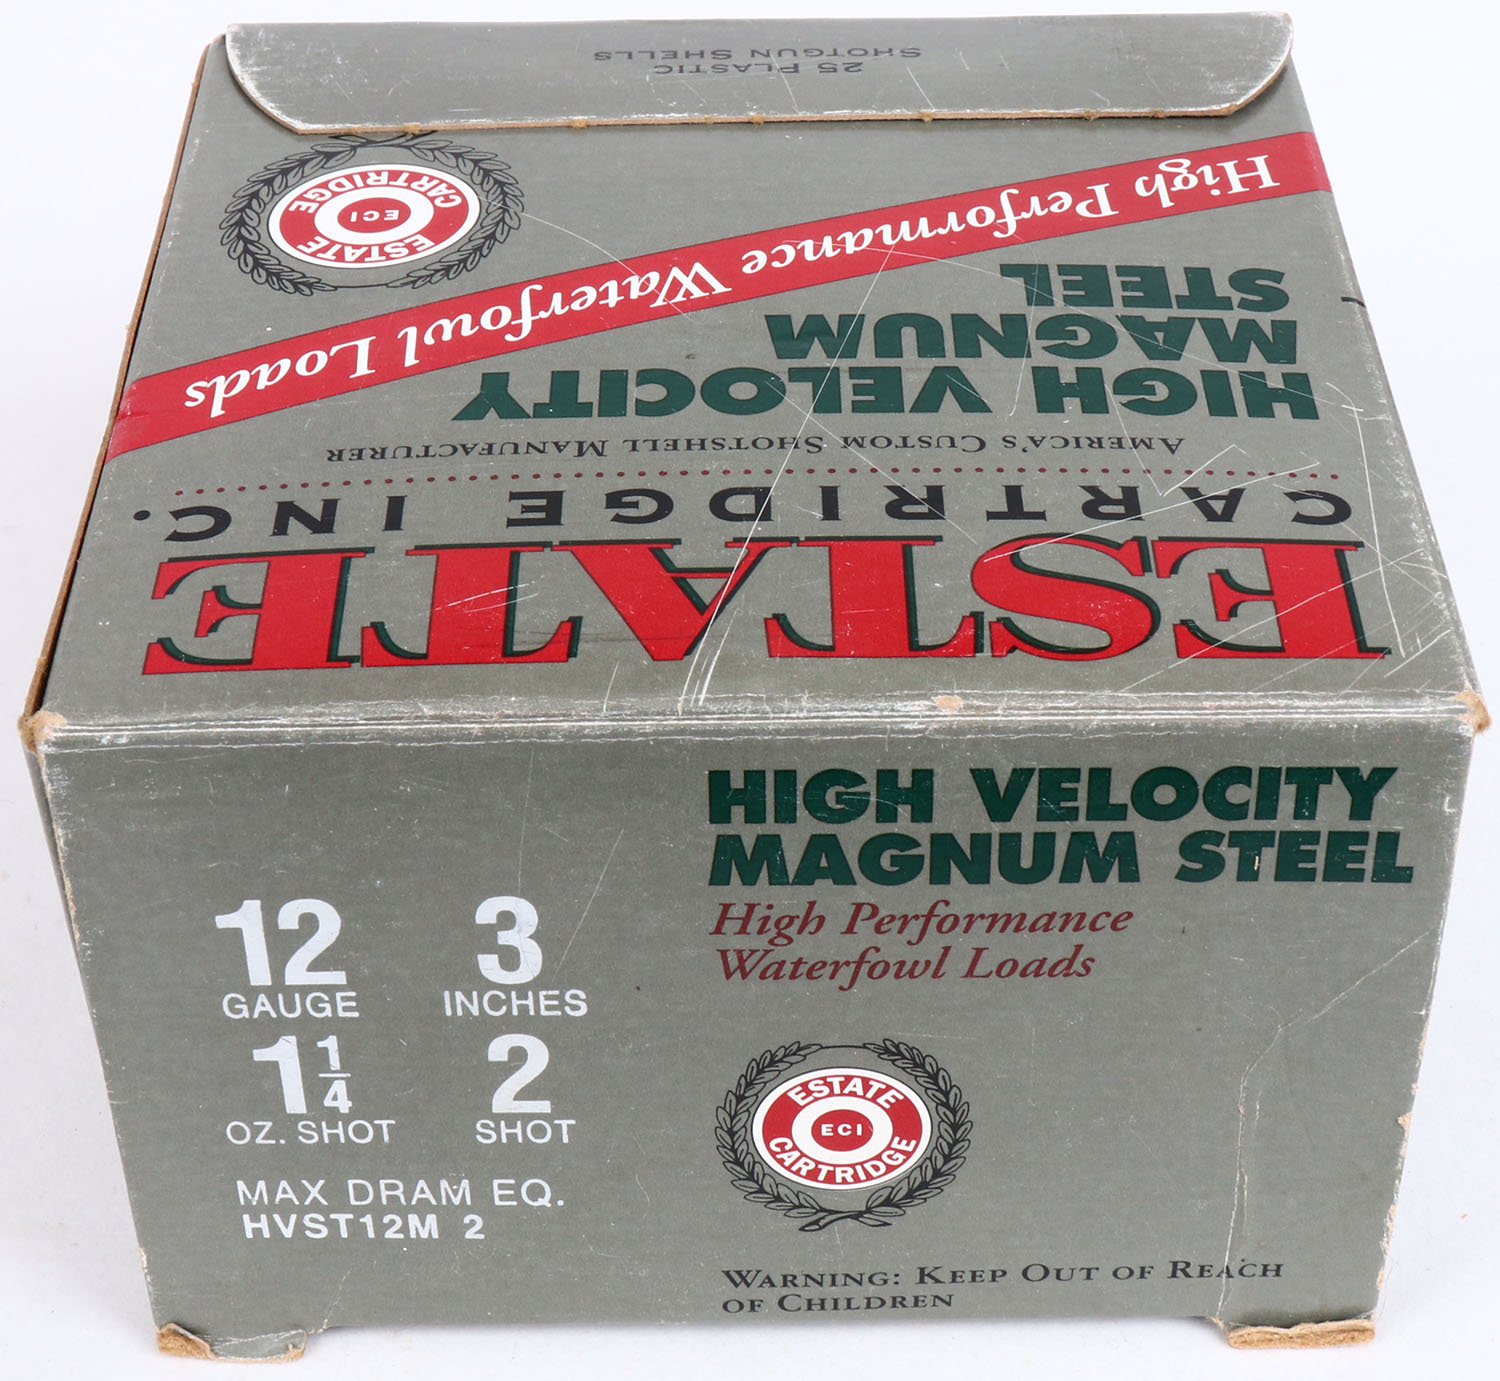 25 PLASTIC
SHOTGUN SHELLS
ESTATE
CARTRIDGE INC.
AMERICA'S CUSTOM SHOTSHELL MANUFACTURER
HIGH VELOCITY
MAGNUM
STEEL
High Performance Waterfowl Loads
ESTATE
ECI
CARTRIDGE
HIGH VELOCITY
MAGNUM STEEL
High Performance
Waterfowl Loads
12 3
GAUGE INCHES
1 1/4 2
OZ. SHOT SHOT
MAX DRAM EQ.
HVST12M 2
ESTATE
ECI
CARTRIDGE
WARNING: KEEP OUT OF REACH
OF CHILDREN